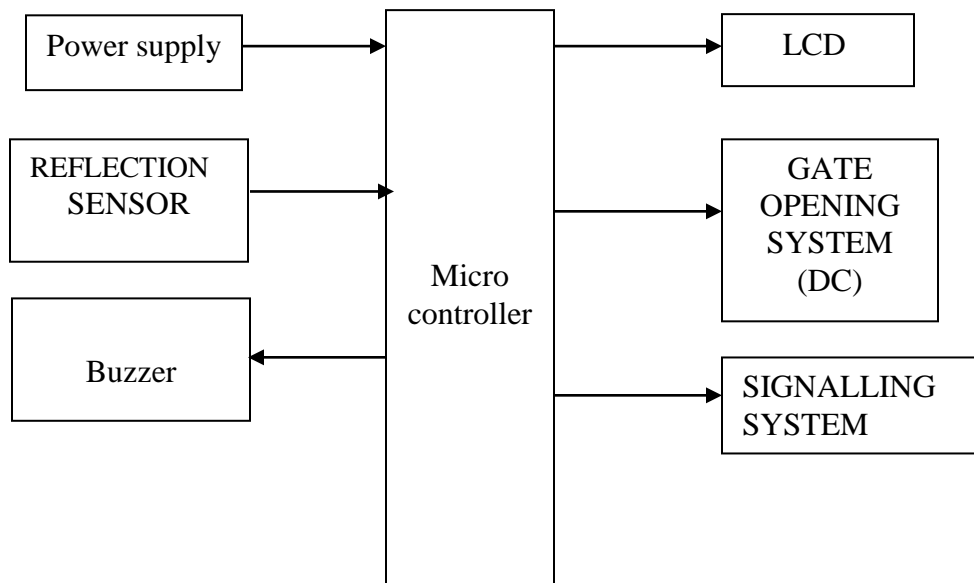 Power supply
REFLECTION
SENSOR
Buzzer
Micro
controller
LCD
GATE
OPENING
SYSTEM
(DC)
SIGNALLING
SYSTEM